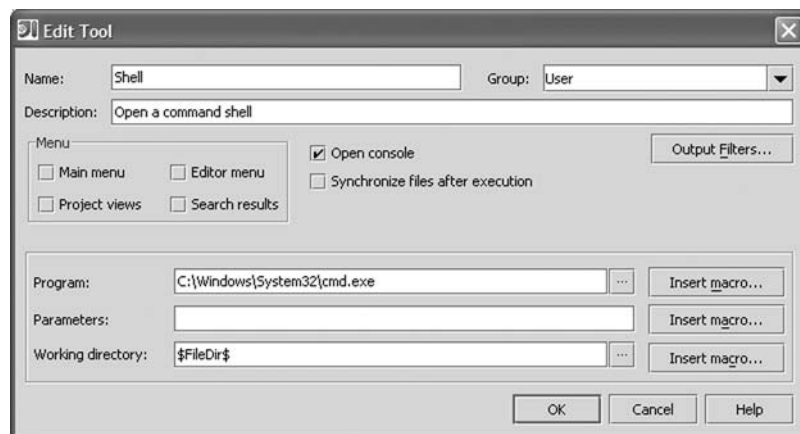 Edit Tool
Name: Shell Group: User
Description: Open a command shell
Menu
Main menu Editor menu
Project views Search results
Open console
Synchronize files after execution
Output Filters...
Program: C:\Windows\System32\cmd.exe ... Insert macro...
Parameters: Insert macro...
Working directory: $FileDir$ ... Insert macro...
OK Cancel Help